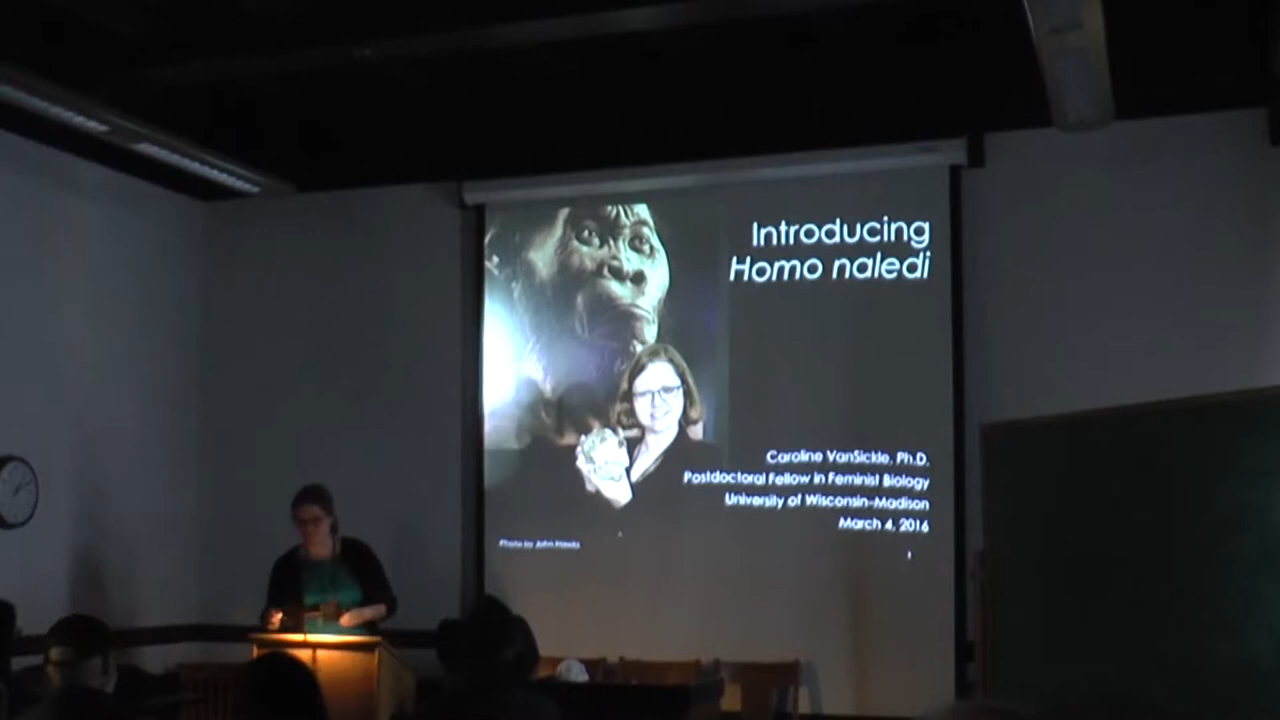 Introducing
Homo naledi
Caroline VanSickle, Ph.D.
Postdoctoral Fellow in Feminist Biology
University of Wisconsin-Madison
March 4, 2016
Photo by John Hawks